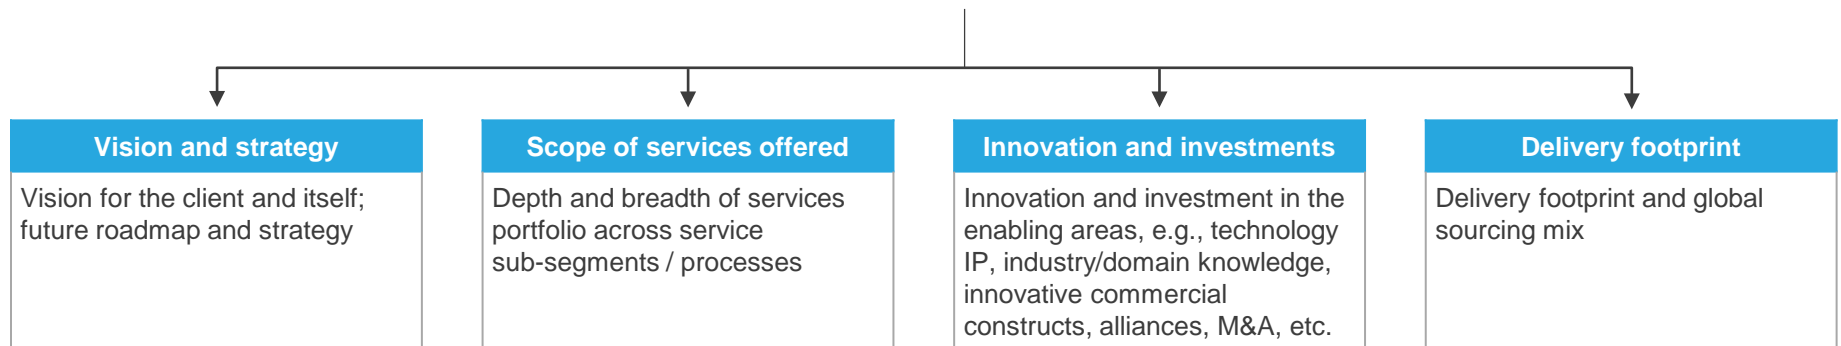 Vision and strategy
Vision for the client and itself;
future roadmap and strategy
Scope of services offered
Depth and breadth of services
portfolio across service
sub-segments / processes
Innovation and investments
Innovation and investment in the
enabling areas, e.g., technology
IP, industry/domain knowledge,
innovative commercial
constructs, alliances, M&A, etc.
Delivery footprint
Delivery footprint and global
sourcing mix